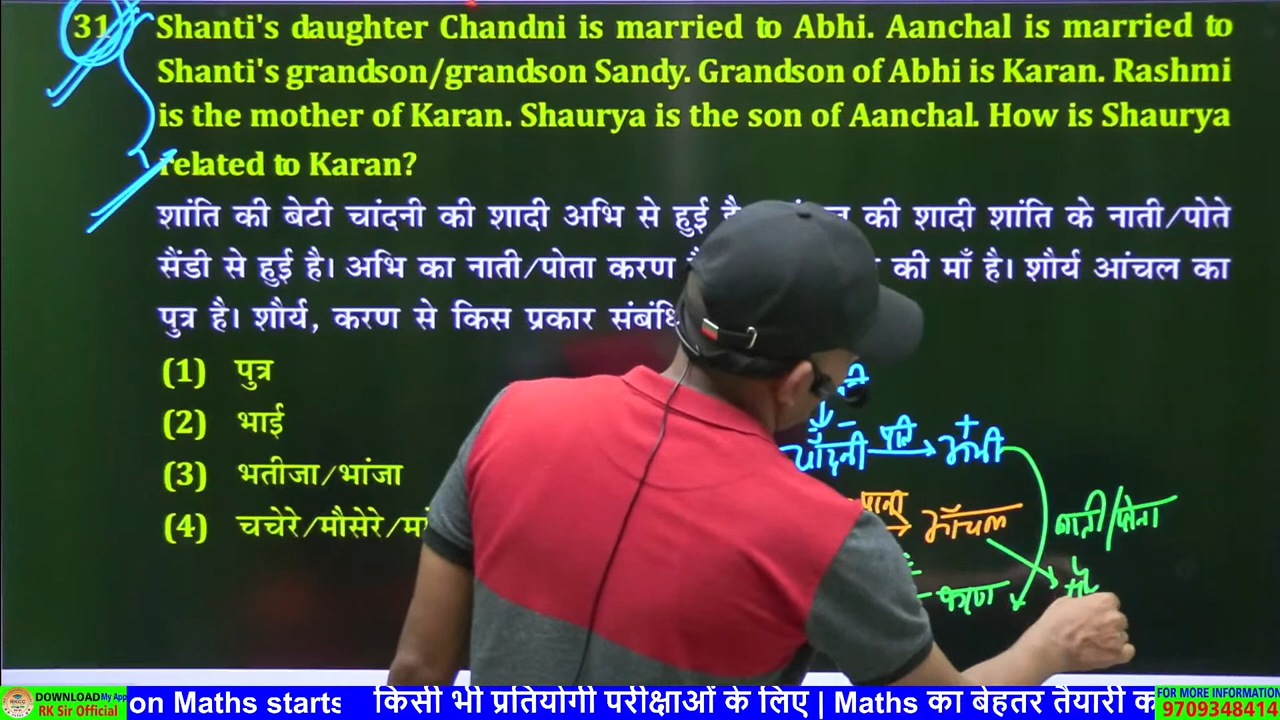 31 Shanti's daughter Chandni is married to Abhi. Aanchal is married to
Shanti's grandson/grandson Sandy. Grandson of Abhi is Karan. Rashmi
is the mother of Karan. Shaurya is the son of Aanchal. How is Shaurya
related to Karan?
शांति की बेटी चांदनी की शादी अभि से हुई की शादी शांति के नाती/पोते
सैंडी से हुई है। अभि का नाती/पोता करण की माँ है। शौर्य आंचल का
पुत्र है। शौर्य, करण से किस प्रकार
(1) पुत्र
(2) भाई
(3) भतीजा/भांजा
(4) चचेरे/मौसेरे/
चाँदनी पति अभी
आँचल नाती/पोता
करण
DOWNLOAD My App
RK Sir Official
on Maths starts किसी भी प्रतियोगी परीक्षाओं के लिए | Maths का बेहतर तैयारी
FOR MORE INFORMATION
9709348414